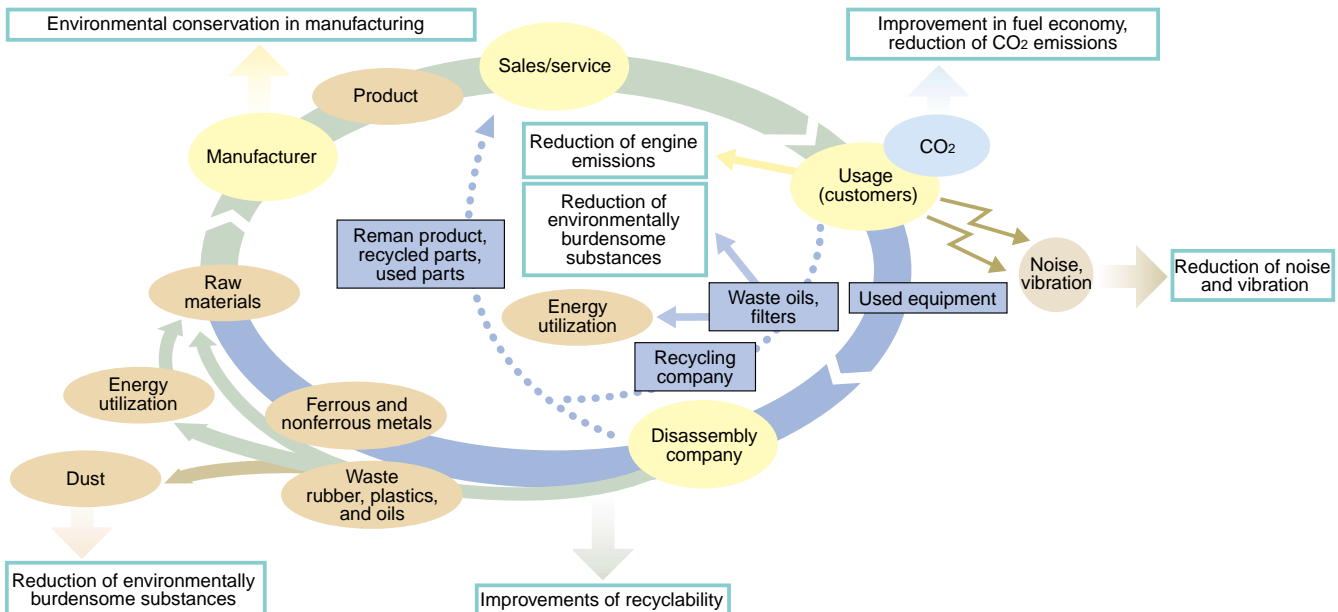 Environmental conservation in manufacturing
Improvement in fuel economy,
reduction of CO2 emissions
Sales/service
Product
Manufacturer
CO2
Reduction of engine
emissions
Usage
(customers)
Reduction of
environmentally
burdensome
substances
Reman product,
recycled parts,
used parts
Noise,
vibration
Reduction of noise
and vibration
Raw
materials
Energy
utilization
Waste oils,
filters
Used equipment
Recycling
company
Energy
utilization
Ferrous and
nonferrous metals
Disassembly
company
Dust
Waste
rubber, plastics,
and oils
Reduction of environmentally
burdensome substances
Improvements of recyclability